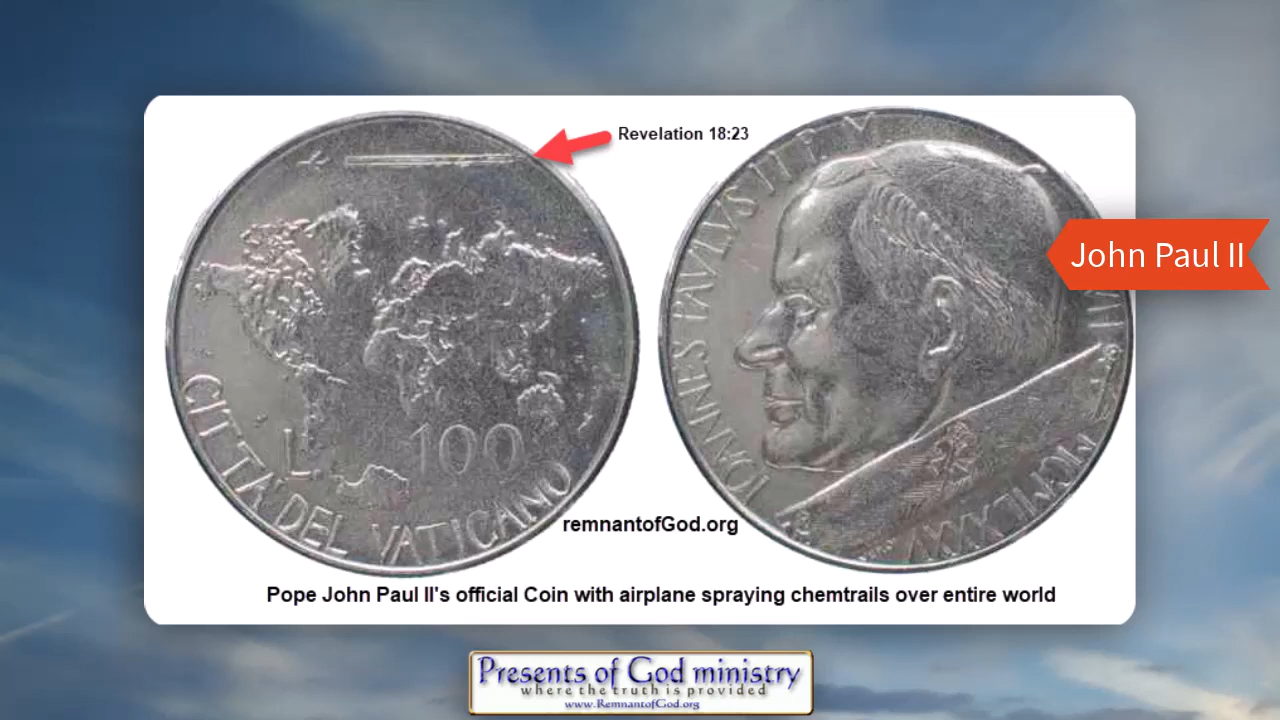 Revelation 18:23
John Paul II
IOANNES PAVLVS II P. M.
L. 100
CITTA' DEL VATICANO
MCMLXXXV
remnantofGod.org
Pope John Paul II's official Coin with airplane spraying chemtrails over entire world
Presents of God ministry
where the truth is provided
www.RemnantofGod.org